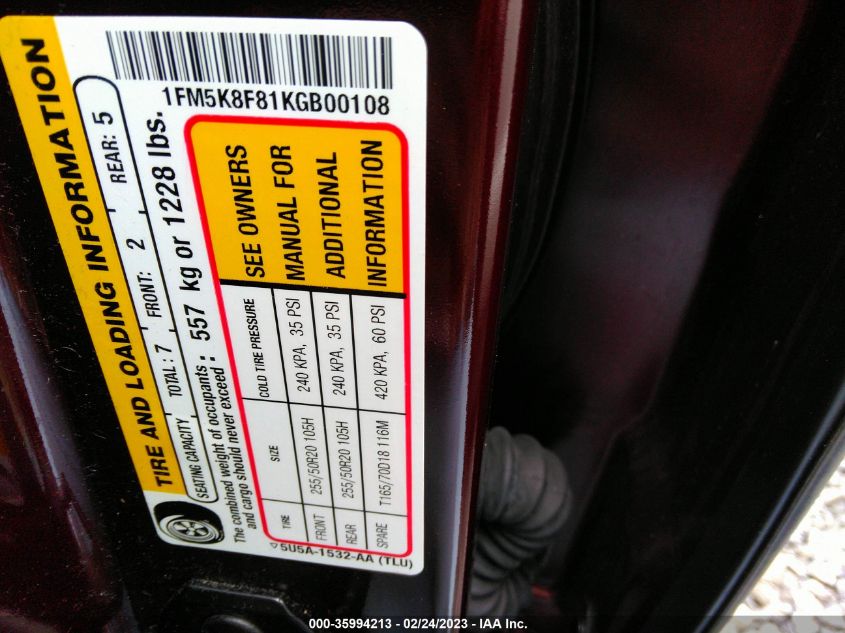 TIRE AND LOADING INFORMATION
SEATING CAPACITY TOTAL: 7 FRONT: 2 REAR: 5
The combined weight of occupants and cargo should never exceed : 557 kg or 1228 lbs.
TIRE SIZE COLD TIRE PRESSURE
FRONT 255/50R20 105H 240 KPA, 35 PSI
REAR 255/50R20 105H 240 KPA, 35 PSI
SPARE T165/70D18 116M 420 KPA, 60 PSI
SEE OWNERS
MANUAL FOR
ADDITIONAL
INFORMATION
5U5A-1532-AA (TLU)
1FM5K8F81KGB00108
000-35994213 - 02/24/2023 - IAA Inc.